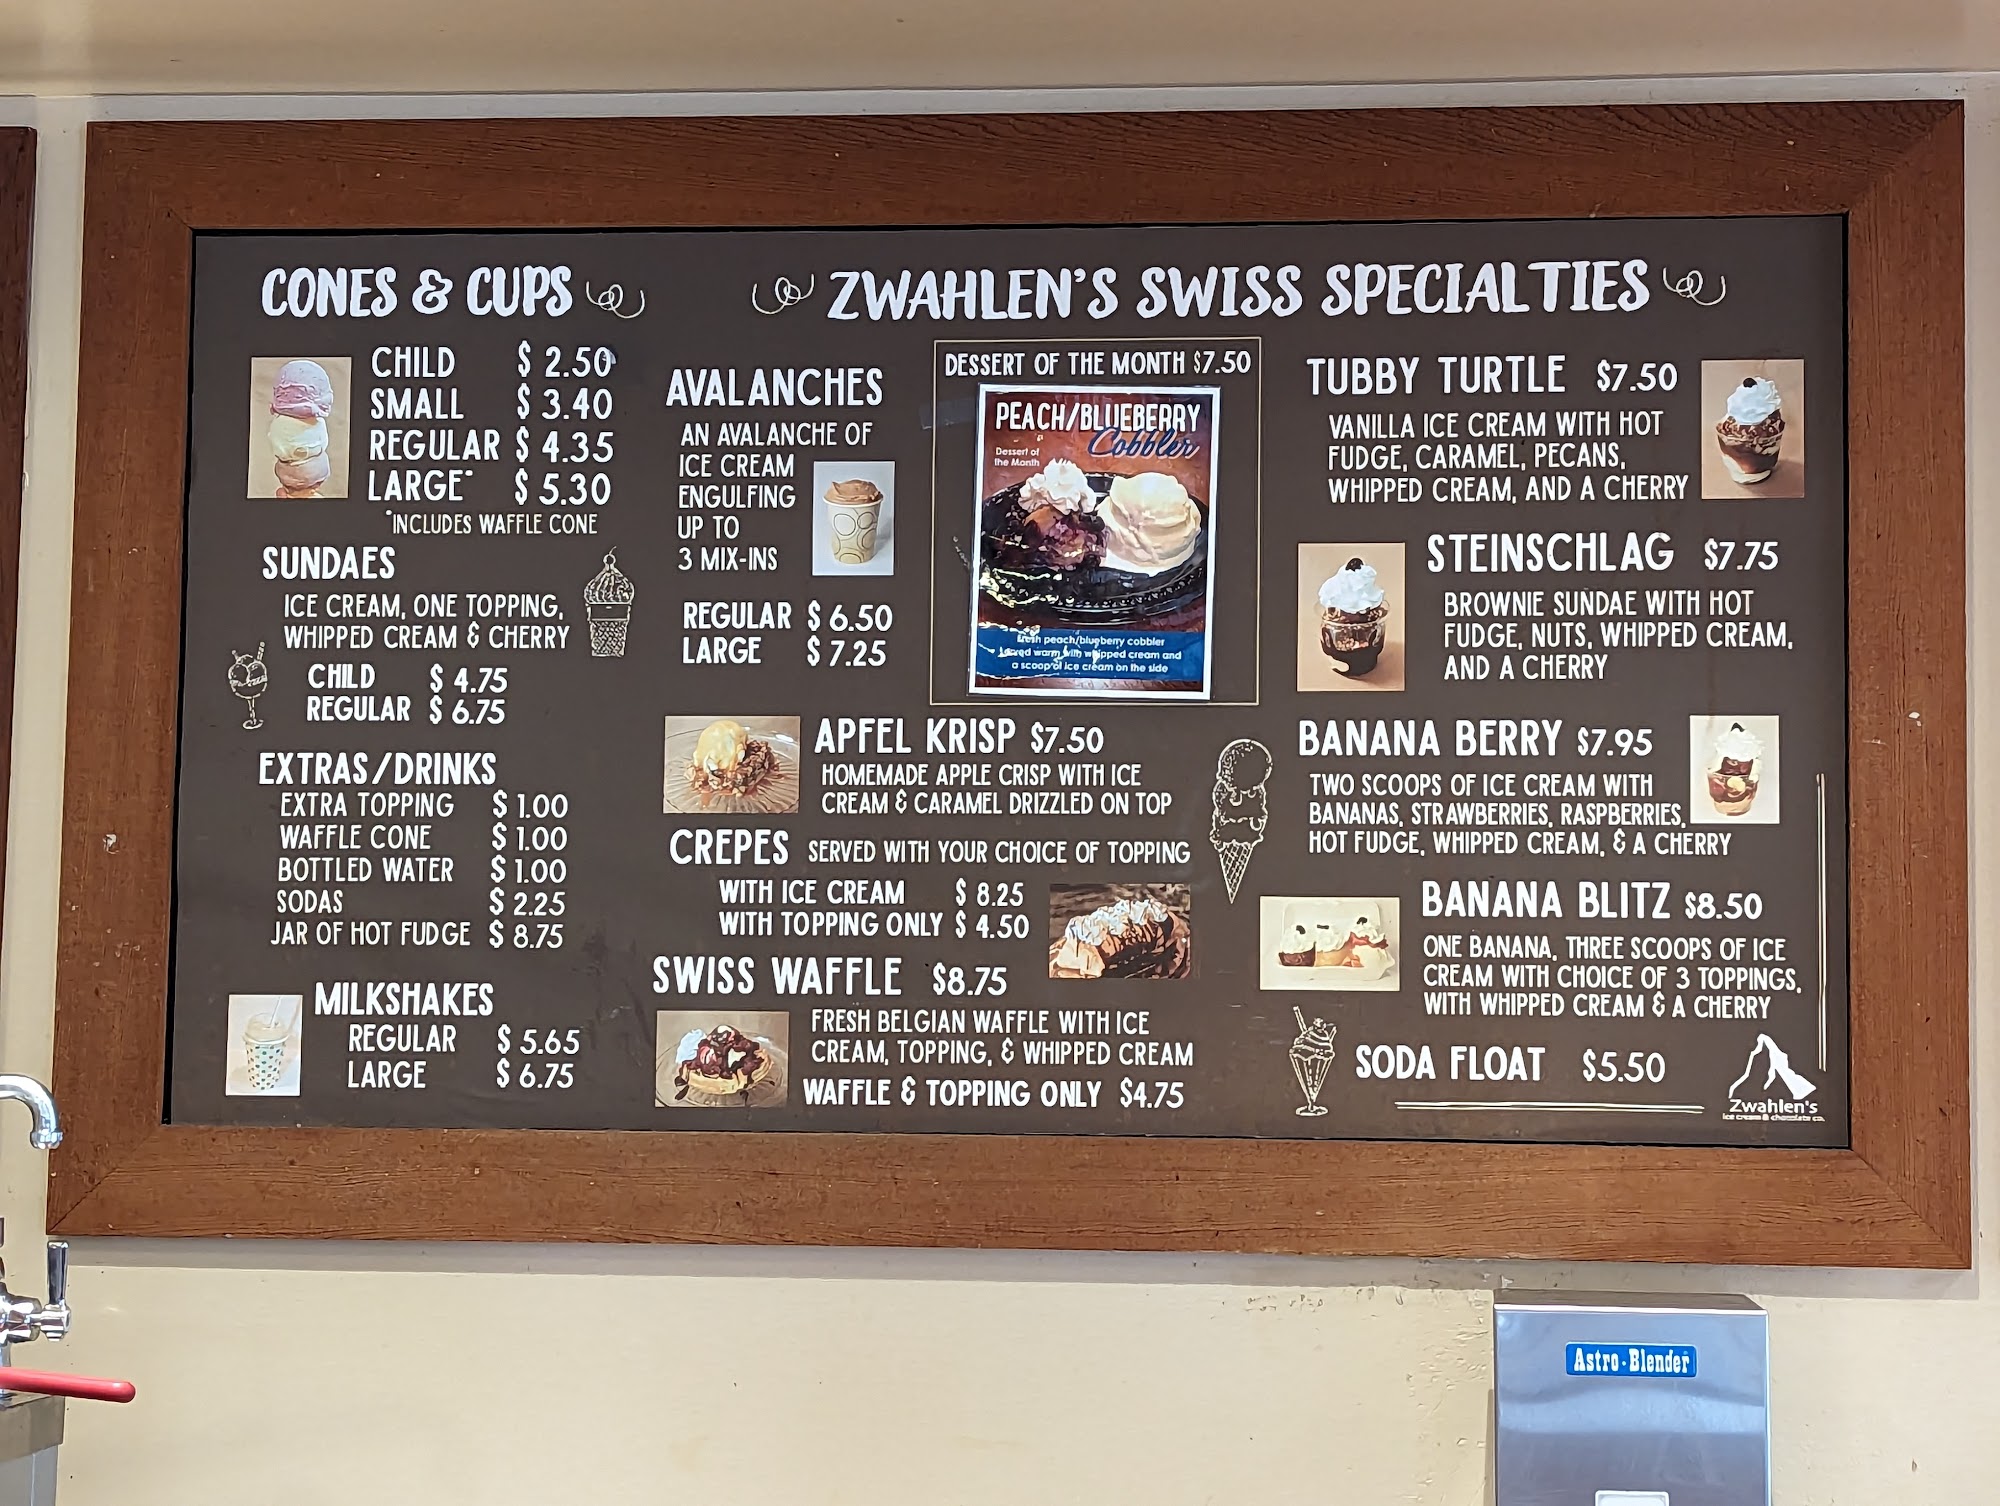 CONES & CUPS
CHILD $ 2.50
SMALL $ 3.40
REGULAR $ 4.35
LARGE* $ 5.30
*INCLUDES WAFFLE CONE
SUNDAES
ICE CREAM, ONE TOPPING,
WHIPPED CREAM & CHERRY
CHILD $ 4.75
REGULAR $ 6.75
EXTRAS/DRINKS
EXTRA TOPPING $ 1.00
WAFFLE CONE $ 1.00
BOTTLED WATER $ 1.00
SODAS $ 2.25
JAR OF HOT FUDGE $ 8.75
MILKSHAKES
REGULAR $ 5.65
LARGE $ 6.75
ZWAHLEN'S SWISS SPECIALTIES
AVALANCHES
AN AVALANCHE OF
ICE CREAM
ENGULFING
UP TO
3 MIX-INS
REGULAR $ 6.50
LARGE $ 7.25
DESSERT OF THE MONTH $7.50
PEACH/BLUEBERRY
Cobbler
Dessert of
the Month
fresh peach/blueberry cobbler
served warm with whipped cream and
a scoop of ice cream on the side
APFEL KRISP $7.50
HOMEMADE APPLE CRISP WITH ICE
CREAM & CARAMEL DRIZZLED ON TOP
CREPES SERVED WITH YOUR CHOICE OF TOPPING
WITH ICE CREAM $ 8.25
WITH TOPPING ONLY $ 4.50
SWISS WAFFLE $8.75
FRESH BELGIAN WAFFLE WITH ICE
CREAM, TOPPING, & WHIPPED CREAM
WAFFLE & TOPPING ONLY $4.75
TUBBY TURTLE $7.50
VANILLA ICE CREAM WITH HOT
FUDGE, CARAMEL, PECANS,
WHIPPED CREAM, AND A CHERRY
STEINSCHLAG $7.75
BROWNIE SUNDAE WITH HOT
FUDGE, NUTS, WHIPPED CREAM,
AND A CHERRY
BANANA BERRY $7.95
TWO SCOOPS OF ICE CREAM WITH
BANANAS, STRAWBERRIES, RASPBERRIES,
HOT FUDGE, WHIPPED CREAM, & A CHERRY
BANANA BLITZ $8.50
ONE BANANA, THREE SCOOPS OF ICE
CREAM WITH CHOICE OF 3 TOPPINGS,
WITH WHIPPED CREAM & A CHERRY
SODA FLOAT $5.50
Zwahlen's
ice cream & chocolate co.
Astro·Blender